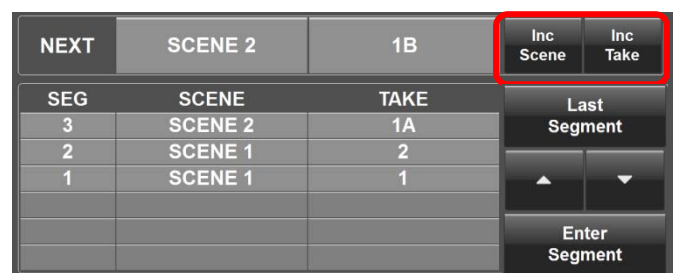 NEXT SCENE 2 1B Inc Scene Inc Take
SEG SCENE TAKE
3 SCENE 2 1A
2 SCENE 1 2
1 SCENE 1 1
Last
Segment
Enter
Segment